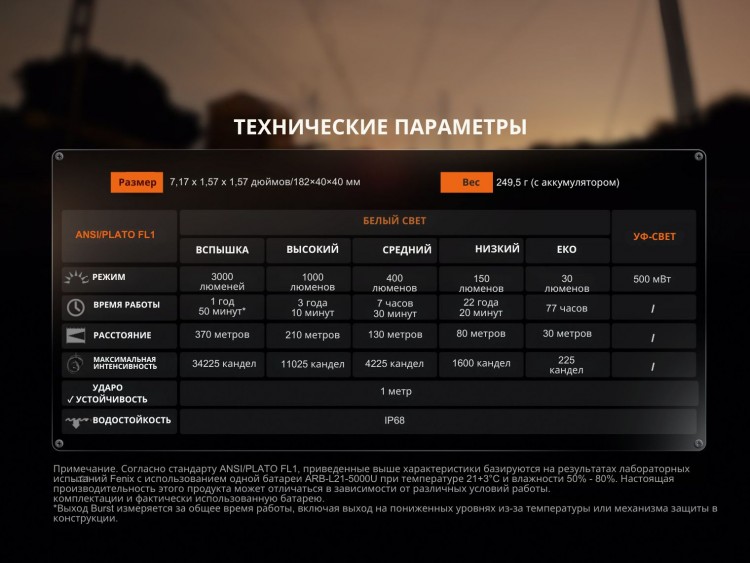 ТЕХНИЧЕСКИЕ ПАРАМЕТРЫ
Размер 7,17 x 1,57 x 1,57 дюймов/182×40×40 мм Вес 249,5 г (с аккумулятором)
ANSI/PLATO FL1 БЕЛЫЙ СВЕТ УФ-СВЕТ
ВСПЫШКА ВЫСОКИЙ СРЕДНИЙ НИЗКИЙ ЕКО
РЕЖИМ 3000 люменей 1000 люменов 400 люменов 150 люменов 30 люменов 500 мВт
ВРЕМЯ РАБОТЫ 1 год 50 минут* 3 года 10 минут 7 часов 30 минут 22 года 20 минут 77 часов /
РАССТОЯНИЕ 370 метров 210 метров 130 метров 80 метров 30 метров /
МАКСИМАЛЬНАЯ ИНТЕНСИВНОСТЬ 34225 кандел 11025 кандел 4225 кандел 1600 кандел 225 кандел /
УДАРО
✓ УСТОЙЧИВОСТЬ 1 метр
ВОДОСТОЙКОСТЬ IP68
Примечание. Согласно стандарту ANSI/PLATO FL1, приведенные выше характеристики базируются на результатах лабораторных
испытаний Fenix с использованием одной батареи ARB-L21-5000U при температуре 21+3°C и влажности 50% - 80%. Настоящая
производительность этого продукта может отличаться в зависимости от различных условий работы.
комплектации и фактически использованную батарею.
*Выход Burst измеряется за общее время работы, включая выход на пониженных уровнях из-за температуры или механизма защиты в
конструкции.